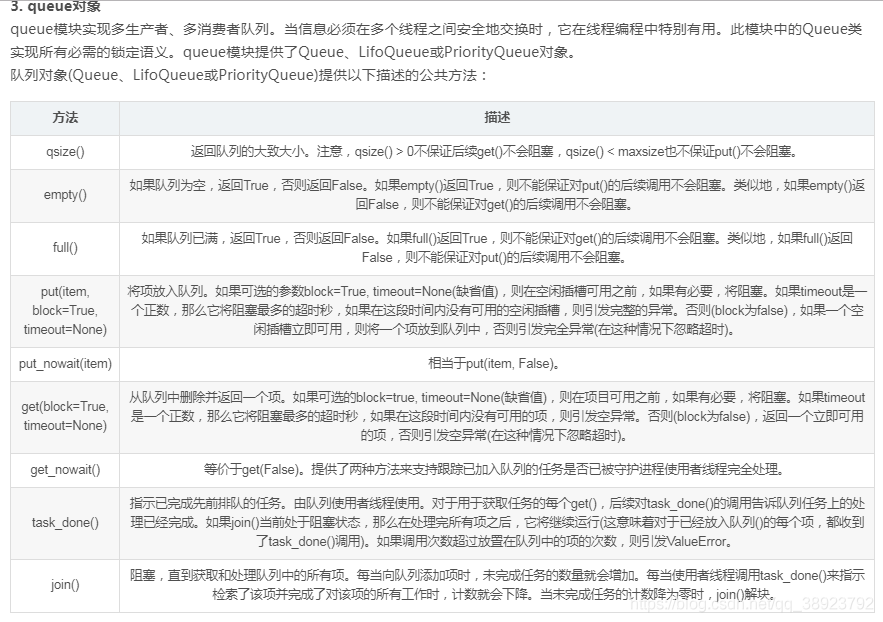 3. queue对象
queue模块实现多生产者、多消费者队列。当信息必须在多个线程之间安全地交换时，它在线程编程中特别有用。此模块中的Queue类
实现所有必需的锁定语义。queue模块提供了Queue、LifoQueue或PriorityQueue对象。
队列对象(Queue、LifoQueue或PriorityQueue)提供以下描述的公共方法：
方法 描述
qsize() 返回队列的大致大小。注意，qsize() > 0不保证后续get()不会阻塞，qsize() < maxsize也不保证put()不会阻塞。
empty()
如果队列为空，返回True，否则返回False。如果empty()返回True，则不能保证对put()的后续调用不会阻塞。类似地，如果empty()返
回False，则不能保证对get()的后续调用不会阻塞。
full()
如果队列已满，返回True，否则返回False。如果full()返回True，则不能保证对get()的后续调用不会阻塞。类似地，如果full()返回
False，则不能保证对put()的后续调用不会阻塞。
put(item,
block=True,
timeout=None)
将项放入队列。如果可选的参数block=True, timeout=None(缺省值)，则在空闲插槽可用之前，如果有必要，将阻塞。如果timeout是一
个正数，那么它将阻塞最多的超时秒，如果在这段时间内没有可用的空闲插槽，则引发完整的异常。否则(block为false)，如果一个空
闲插槽立即可用，则将一个项放到队列中，否则引发完全异常(在这种情况下忽略超时)。
put_nowait(item) 相当于put(item, False)。
get(block=True,
timeout=None)
从队列中删除并返回一个项。如果可选的block=true, timeout=None(缺省值)，则在项目可用之前，如果有必要，将阻塞。如果timeout
是一个正数，那么它将阻塞最多的超时秒，如果在这段时间内没有可用的项，则引发空异常。否则(block为false)，返回一个立即可用
的项，否则引发空异常(在这种情况下忽略超时)。
get_nowait() 等价于get(False)。提供了两种方法来支持跟踪已加入队列的任务是否已被守护进程使用者线程完全处理。
task_done()
指示已完成先前排队的任务。由队列使用者线程使用。对于用于获取任务的每个get()，后续对task_done()的调用告诉队列任务上的处
理已经完成。如果join()当前处于阻塞状态，那么在处理完所有项之后，它将继续运行(这意味着对于已经放入队列()的每个项，都收到
了task_done()调用)。如果调用次数超过放置在队列中的项的次数，则引发ValueError。
join()
阻塞，直到获取和处理队列中的所有项。每当向队列添加项时，未完成任务的数量就会增加。每当使用者线程调用task_done()来指示
检索了该项并完成了对该项的所有工作时，计数就会下降。当未完成任务的计数降为零时，join()解块。
https://blog.csdn.net/qq_38923792